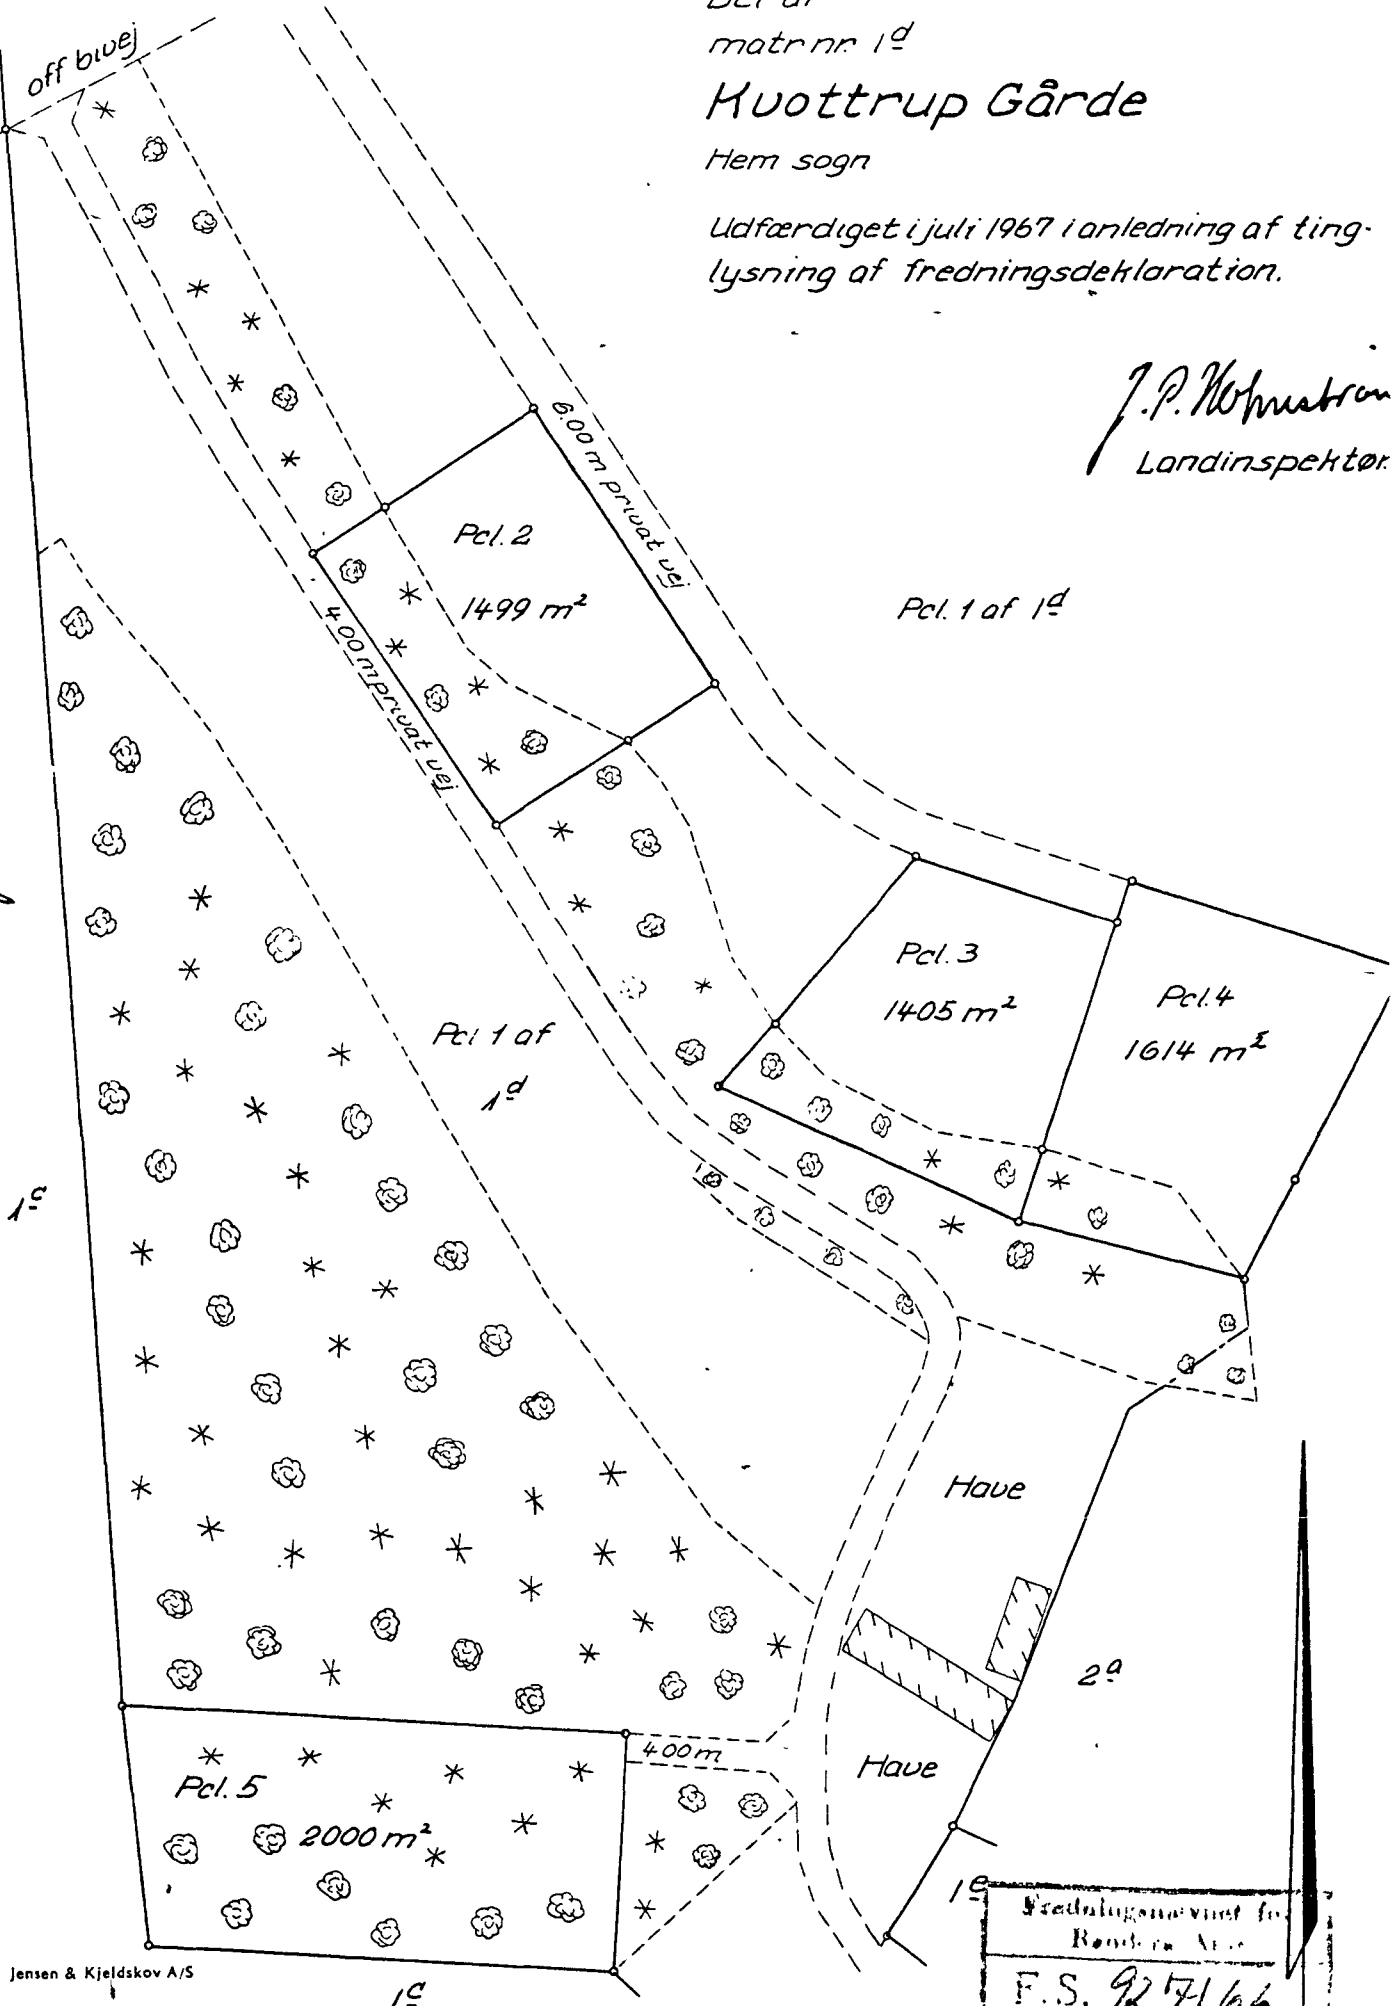 matr nr. 1d
Kvottrup Gårde
Hem sogn
Udfærdiget i juli 1967 i anledning af ting-
lysning af fredningsdeklaration.
Landinspektør.
off bivej
6.00 m privat vej
Pcl. 2
1499 m²
4.00 m privat vej
Pcl. 1 af 1d
Pcl. 3
1405 m²
Pcl. 4
1614 m²
Pcl 1 af
1d
1c
Have
2a
4.00 m
Have
Pcl. 5
2000 m²
1e
Fredningsnævnet for
Randers
F.S.
Jensen & Kjeldskov A/S
1c